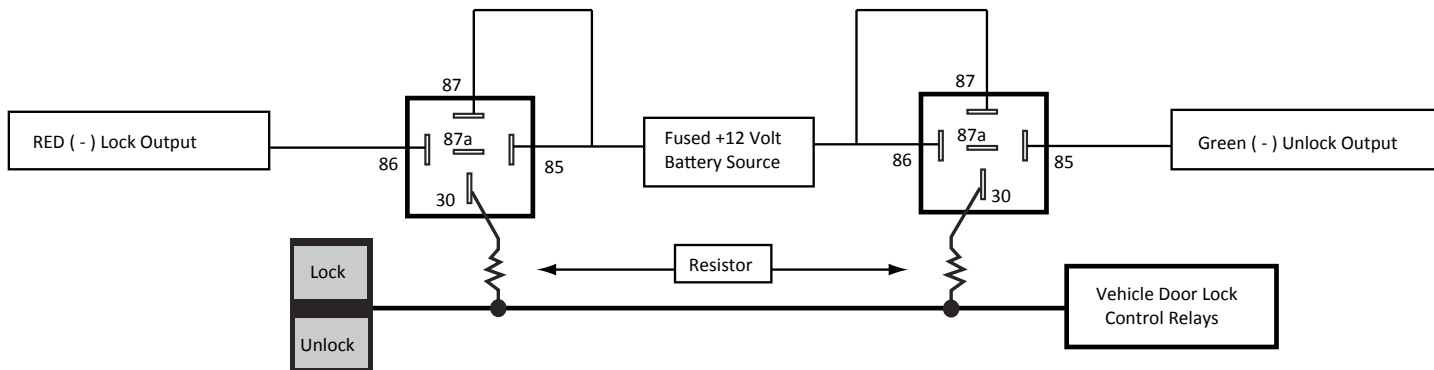 87
87
RED ( - ) Lock Output
87a
86
85
30
Fused +12 Volt
Battery Source
87a
86
85
30
Green ( - ) Unlock Output
Lock
Unlock
Resistor
Vehicle Door Lock
Control Relays